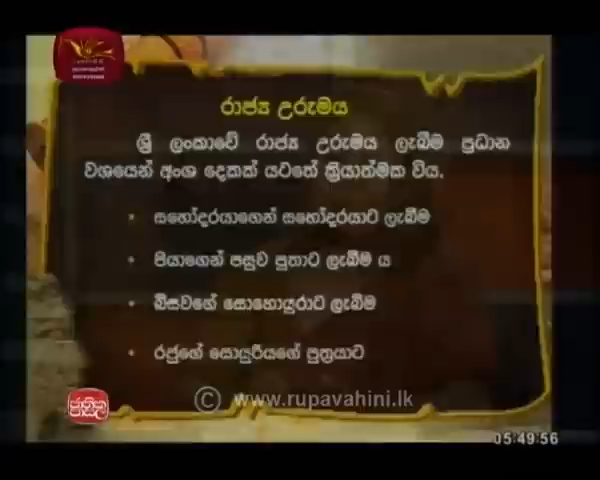 රාජ්‍ය උරුමය
ශ්‍රී ලංකාවේ රාජ්‍ය උරුමය ලැබීම ප්‍රධාන
වශයෙන් අංශ දෙකක් යටතේ ක්‍රියාත්මක විය.
• සහෝදරයාගෙන් සහෝදරයාට ලැබීම
• පියාගෙන් පසුව පුතාට ලැබීම ය
• බිසවගේ සොහොයුරාට ලැබීම
• රජුගේ සොයුරියගේ පුත්‍රයාට
© www.rupavahini.lk
ජාතික
පාසල
05:49:56